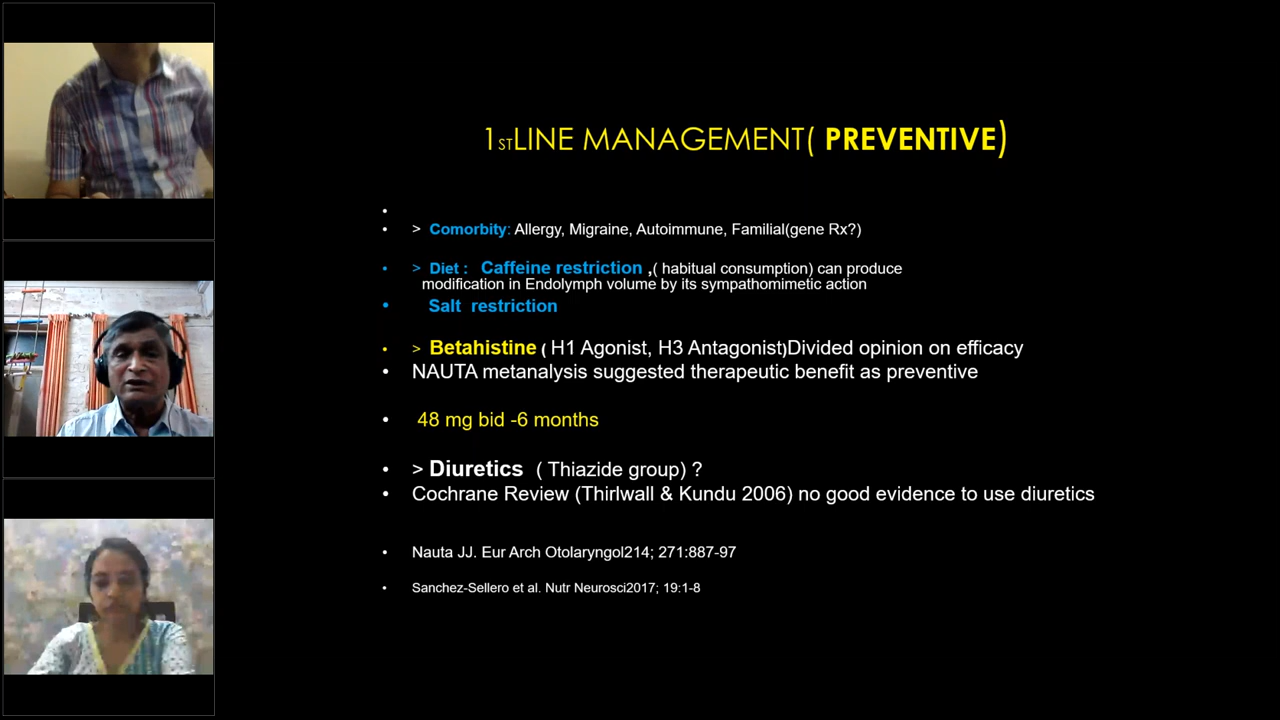 1STLINE MANAGEMENT( PREVENTIVE)
•
• > Comorbity: Allergy, Migraine, Autoimmune, Familial(gene Rx?)
• > Diet : Caffeine restriction ,( habitual consumption) can produce
modification in Endolymph volume by its sympathomimetic action
• Salt restriction
• > Betahistine ( H1 Agonist, H3 Antagonist)Divided opinion on efficacy
• NAUTA metanalysis suggested therapeutic benefit as preventive
• 48 mg bid -6 months
• > Diuretics ( Thiazide group) ?
• Cochrane Review (Thirlwall & Kundu 2006) no good evidence to use diuretics
• Nauta JJ. Eur Arch Otolaryngol214; 271:887-97
• Sanchez-Sellero et al. Nutr Neurosci2017; 19:1-8